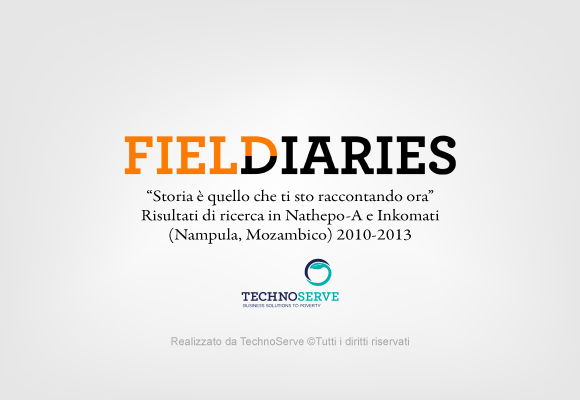 FIELDIARIES
“Storia è quello che ti sto raccontando ora”
Risultati di ricerca in Nathepo-A e Inkomati
(Nampula, Mozambico) 2010-2013
TECHNOSERVE
BUSINESS SOLUTIONS TO POVERTY
Realizzato da TechnoServe ©Tutti i diritti riservati